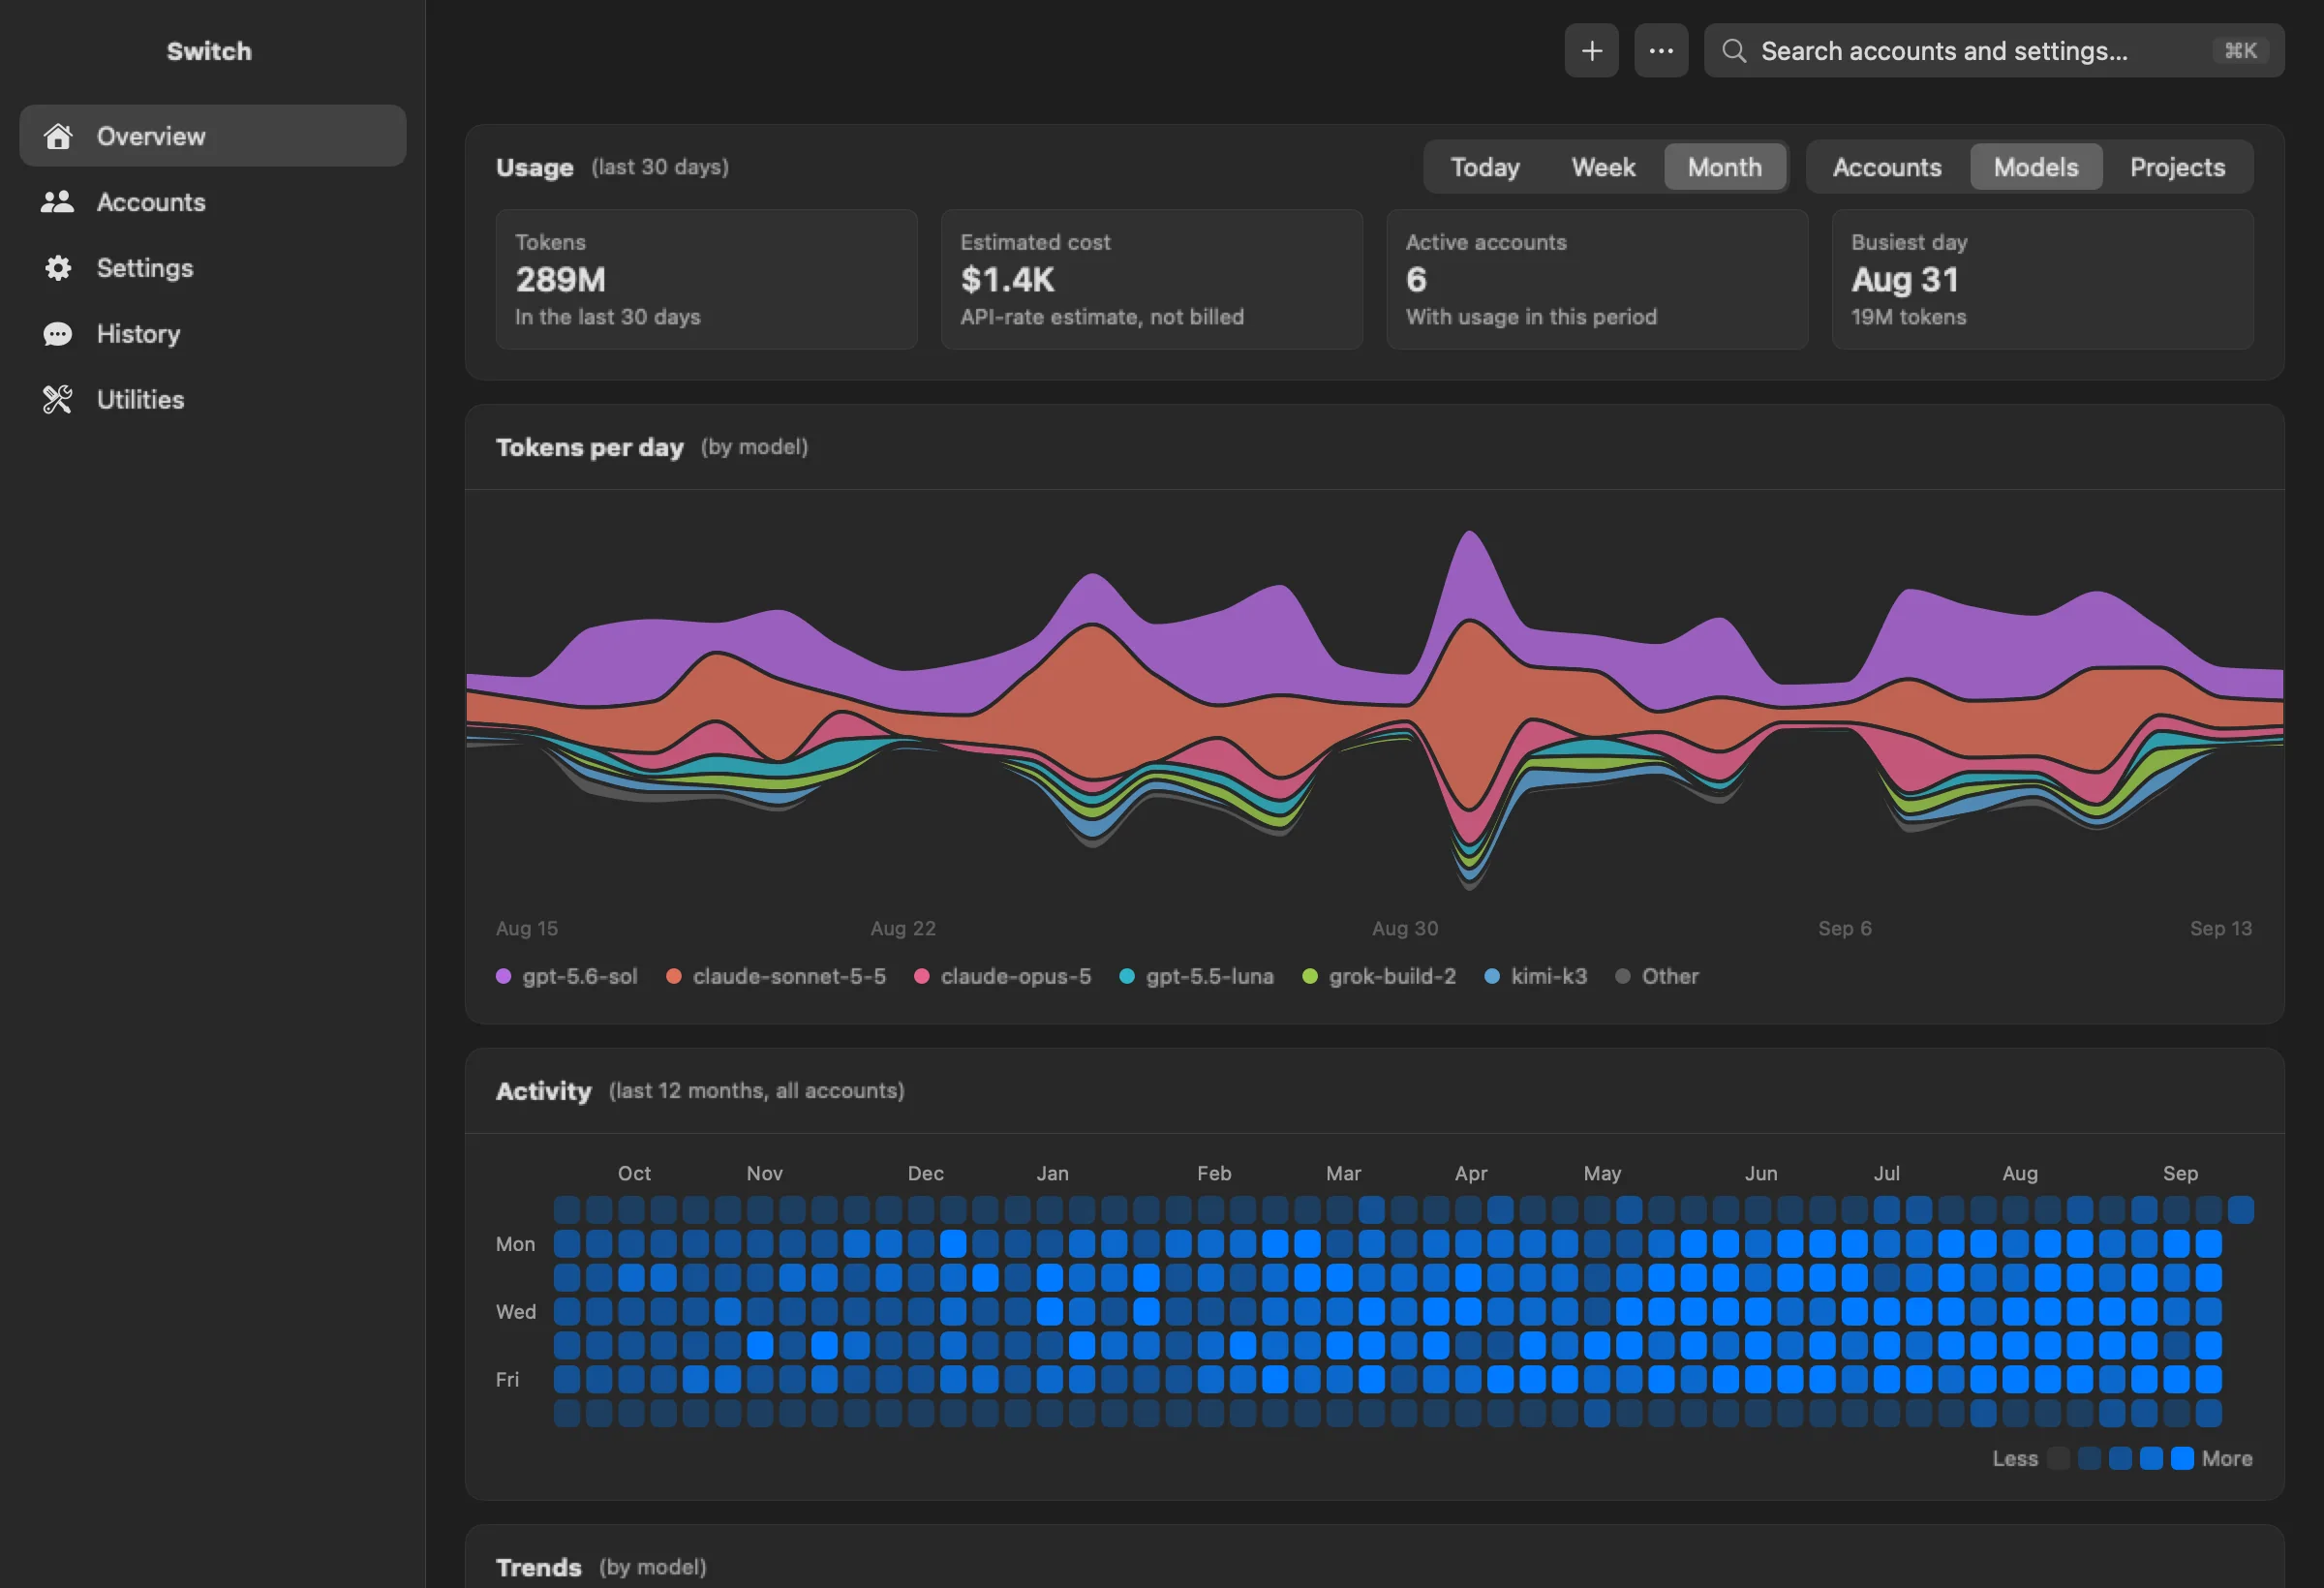 Switch
Overview
Accounts
Settings
History
Utilities
Search accounts and settings... ⌘K
Usage (last 30 days)
Today Week Month
Accounts Models Projects
Tokens
289M
In the last 30 days
Estimated cost
$1.4K
API-rate estimate, not billed
Active accounts
6
With usage in this period
Busiest day
Aug 31
19M tokens
Tokens per day (by model)
Aug 15 Aug 22 Aug 30 Sep 6 Sep 13
gpt-5.6-sol claude-sonnet-5-5 claude-opus-5 gpt-5.5-luna grok-build-2 kimi-k3 Other
Activity (last 12 months, all accounts)
Oct Nov Dec Jan Feb Mar Apr May Jun Jul Aug Sep
Mon
Wed
Fri
Less More
Trends (by model)